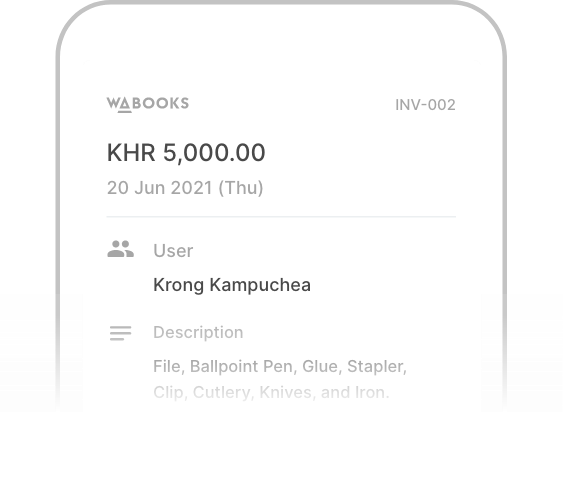 WABOOKS INV-002
KHR 5,000.00
20 Jun 2021 (Thu)
User
Krong Kampuchea
Description
File, Ballpoint Pen, Glue, Stapler,
Clip, Cutlery, Knives, and Iron.